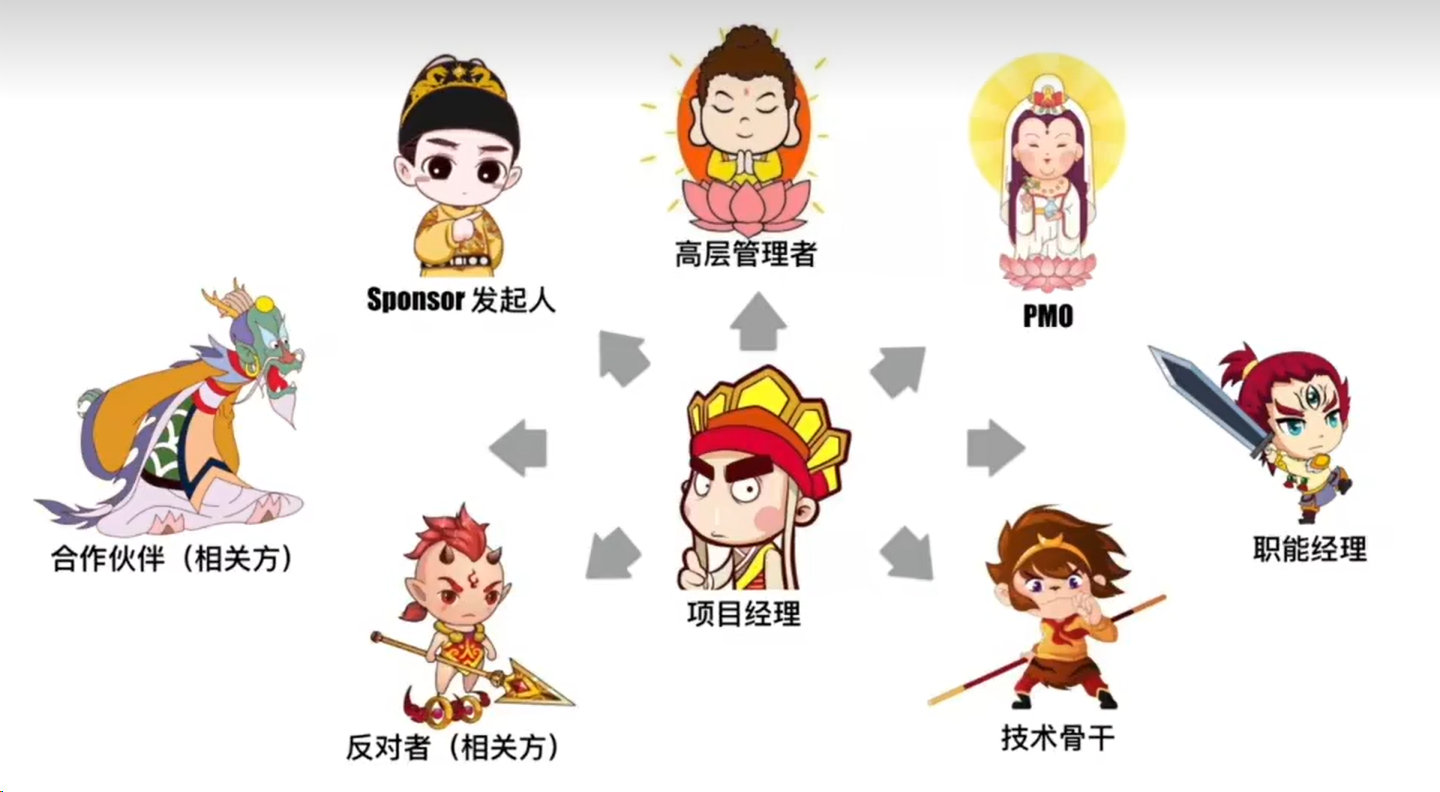 高层管理者
Sponsor 发起人
PMO
合作伙伴（相关方）
职能经理
项目经理
火
反对者（相关方）
技术骨干